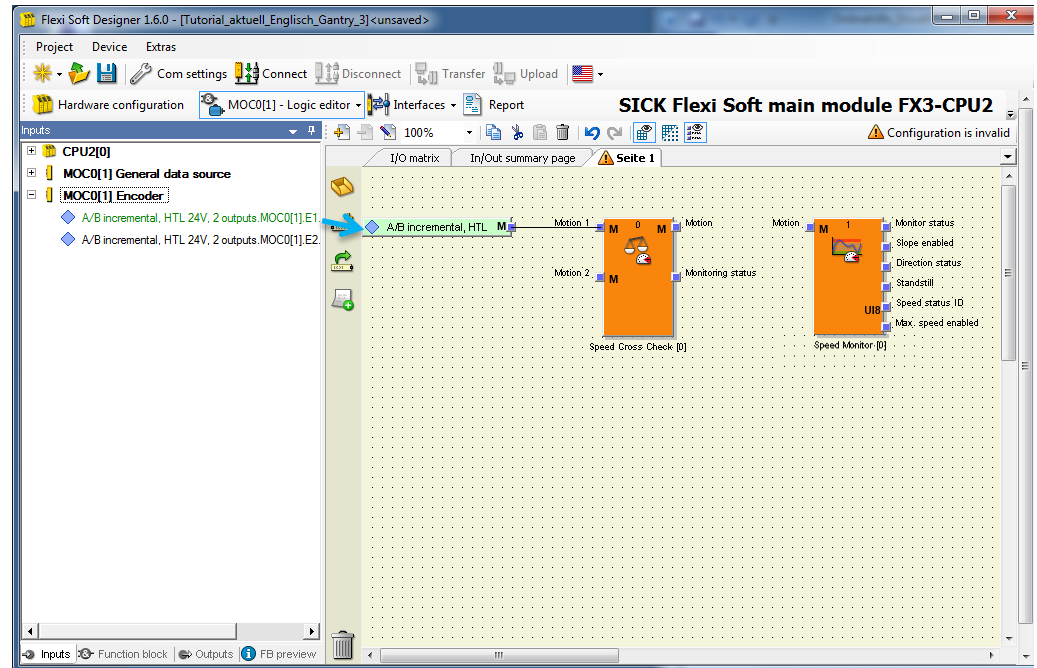 Flexi Soft Designer 1.6.0 - [Tutorial_aktuell_Englisch_Gantry_3]<unsaved>
Project Device Extras
Com settings Connect Disconnect Transfer Upload
Hardware configuration MOC0[1] - Logic editor Interfaces Report SICK Flexi Soft main module FX3-CPU2
Inputs 100% Configuration is invalid
CPU2[0]
MOC0[1] General data source
MOC0[1] Encoder
A/B incremental, HTL 24V, 2 outputs.MOC0[1].E1.
A/B incremental, HTL 24V, 2 outputs.MOC0[1].E2.
I/O matrix In/Out summary page Seite 1
A/B incremental, HTL M
Motion 1 M 0 M Motion
Motion 2 M Monitoring status
Speed Cross Check [0]
Motion M 1 Monitor status
Slope enabled
Direction status
Standstill
UI8 Speed status ID
Max. speed enabled
Speed Monitor [0]
Inputs Function block Outputs FB preview